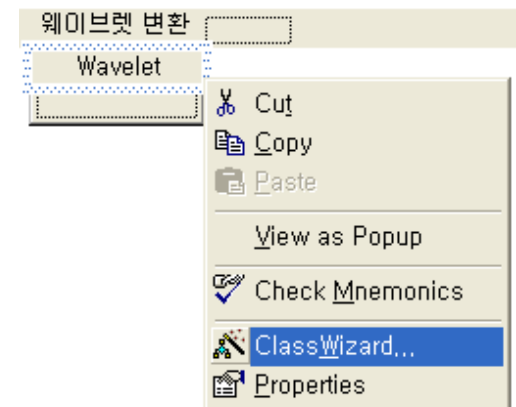 웨이브렛 변환
Wavelet
Cut
Copy
Paste
View as Popup
Check Mnemonics
ClassWizard...
Properties